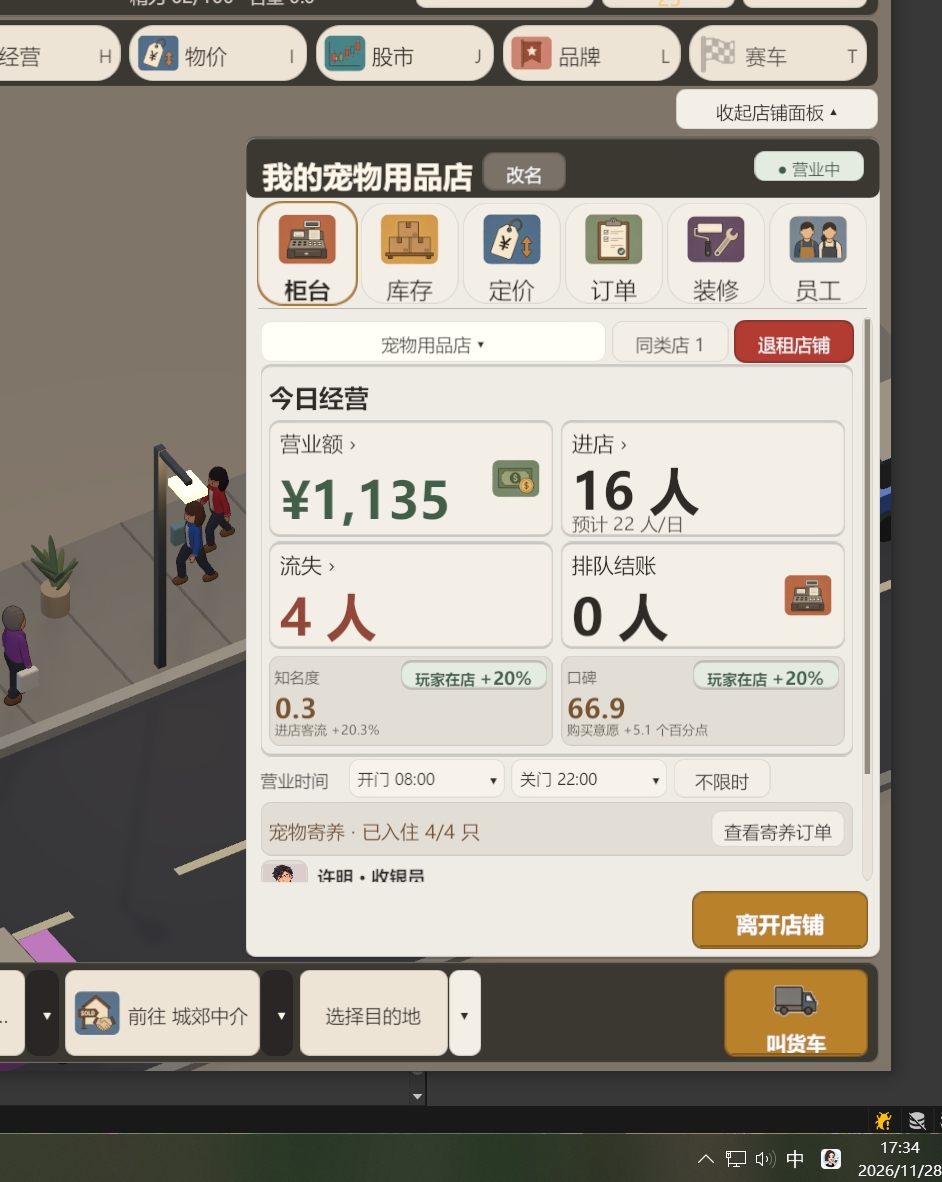 经营 H
物价 I
股市 J
品牌 L
赛车 T
收起店铺面板 ▴
我的宠物用品店 改名 ● 营业中
柜台 库存 定价 订单 装修 员工
宠物用品店 ▾ 同类店 1 退租店铺
今日经营
营业额 ›
¥1,135
进店 ›
16 人
预计 22 人/日
流失 ›
4 人
排队结账
0 人
知名度 玩家在店 +20%
0.3
进店客流 +20.3%
口碑 玩家在店 +20%
66.9
购买意愿 +5.1 个百分点
营业时间 开门 08:00 ▾ 关门 22:00 ▾ 不限时
宠物寄养 · 已入住 4/4 只 查看寄养订单
许明 • 收银员
离开店铺
... ▾ SOLD 前往 城郊中介 ▾ 选择目的地 ▾
叫货车
中
17:34
2026/11/28